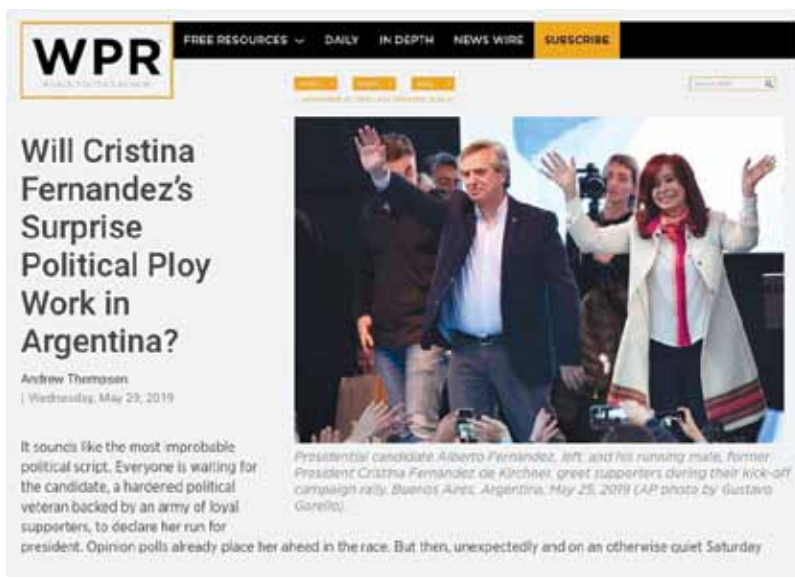 WPR
FREE RESOURCES
DAILY
IN DEPTH
NEWS WIRE
SUBSCRIBE
Will Cristina
Fernandez's
Surprise
Political Ploy
Work in
Argentina?
Andrew Thompson
| Wednesday, May 29, 2019
It sounds like the most improbable
political script. Everyone is waiting for
the candidate, a hardened political
veteran backed by an army of loyal
supporters, to declare her run for
president. Opinion polls already place her ahead in the race. But then, unexpectedly and on an otherwise quiet Saturday
Presidential candidate Alberto Fernandez, left, and his running mate, former
President Cristina Fernandez de Kirchner, greet supporters during their kick-off
campaign rally, Buenos Aires, Argentina, May 25, 2019 (AP photo by Gustavo
Garello).